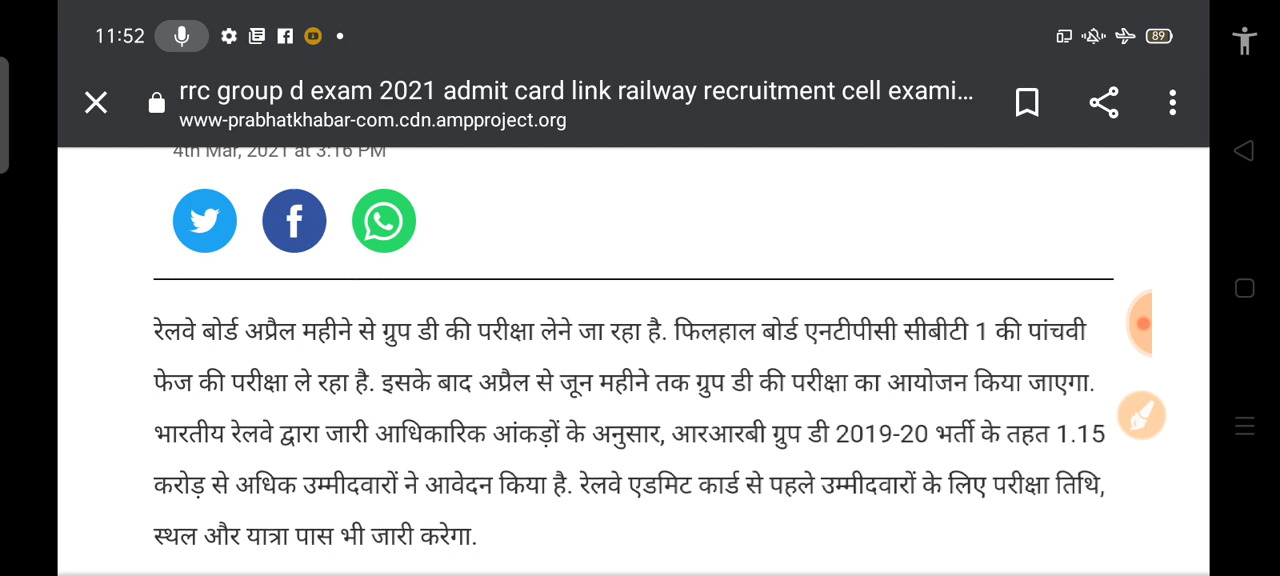 11:52
89
rrc group d exam 2021 admit card link railway recruitment cell exami...
www-prabhatkhabar-com.cdn.ampproject.org
4th Mar, 2021 at 3:16 PM
रेलवे बोर्ड अप्रैल महीने से ग्रुप डी की परीक्षा लेने जा रहा है. फिलहाल बोर्ड एनटीपीसी सीबीटी 1 की पांचवी
फेज की परीक्षा ले रहा है. इसके बाद अप्रैल से जून महीने तक ग्रुप डी की परीक्षा का आयोजन किया जाएगा.
भारतीय रेलवे द्वारा जारी आधिकारिक आंकड़ों के अनुसार, आरआरबी ग्रुप डी 2019-20 भर्ती के तहत 1.15
करोड़ से अधिक उम्मीदवारों ने आवेदन किया है. रेलवे एडमिट कार्ड से पहले उम्मीदवारों के लिए परीक्षा तिथि,
स्थल और यात्रा पास भी जारी करेगा.